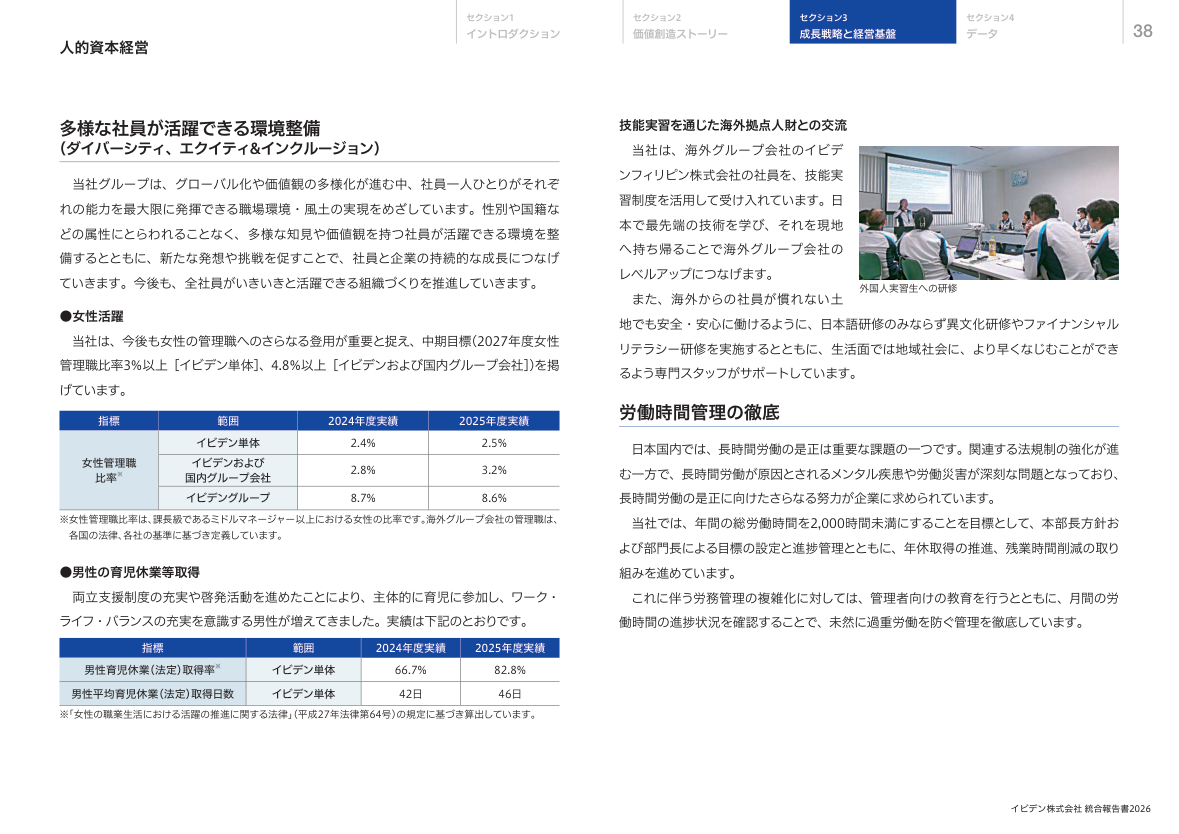 人的資本経営
セクション1
イントロダクション
セクション2
価値創造ストーリー
セクション3
成長戦略と経営基盤
セクション4
データ
38
多様な社員が活躍できる環境整備
（ダイバーシティ、エクイティ&インクルージョン）
当社グループは、グローバル化や価値観の多様化が進む中、社員一人ひとりがそれぞ
れの能力を最大限に発揮できる職場環境・風土の実現をめざしています。性別や国籍な
どの属性にとらわれることなく、多様な知見や価値観を持つ社員が活躍できる環境を整
備するとともに、新たな発想や挑戦を促すことで、社員と企業の持続的な成長につなげ
ていきます。今後も、全社員がいきいきと活躍できる組織づくりを推進していきます。
●女性活躍
当社は、今後も女性の管理職へのさらなる登用が重要と捉え、中期目標（2027年度女性
管理職比率3%以上［イビデン単体］、4.8%以上［イビデンおよび国内グループ会社］）を掲
げています。
指標 範囲 2024年度実績 2025年度実績
女性管理職
比率※
イビデン単体 2.4% 2.5%
イビデンおよび
国内グループ会社 2.8% 3.2%
イビデングループ 8.7% 8.6%
※女性管理職比率は、課長級であるミドルマネージャー以上における女性の比率です。海外グループ会社の管理職は、
各国の法律、各社の基準に基づき定義しています。
●男性の育児休業等取得
両立支援制度の充実や啓発活動を進めたことにより、主体的に育児に参加し、ワーク・
ライフ・バランスの充実を意識する男性が増えてきました。実績は下記のとおりです。
指標 範囲 2024年度実績 2025年度実績
男性育児休業（法定）取得率※ イビデン単体 66.7% 82.8%
男性平均育児休業（法定）取得日数 イビデン単体 42日 46日
※「女性の職業生活における活躍の推進に関する法律」（平成27年法律第64号）の規定に基づき算出しています。
技能実習を通じた海外拠点人財との交流
当社は、海外グループ会社のイビデ
ンフィリピン株式会社の社員を、技能実
習制度を活用して受け入れています。日
本で最先端の技術を学び、それを現地
へ持ち帰ることで海外グループ会社の
レベルアップにつなげます。
また、海外からの社員が慣れない土
地でも安全・安心に働けるように、日本語研修のみならず異文化研修やファイナンシャル
リテラシー研修を実施するとともに、生活面では地域社会に、より早くなじむことができ
るよう専門スタッフがサポートしています。
外国人実習生への研修
労働時間管理の徹底
日本国内では、長時間労働の是正は重要な課題の一つです。関連する法規制の強化が進
む一方で、長時間労働が原因とされるメンタル疾患や労働災害が深刻な問題となっており、
長時間労働の是正に向けたさらなる努力が企業に求められています。
当社では、年間の総労働時間を2,000時間未満にすることを目標として、本部長方針お
よび部門長による目標の設定と進捗管理とともに、年休取得の推進、残業時間削減の取り
組みを進めています。
これに伴う労務管理の複雑化に対しては、管理者向けの教育を行うとともに、月間の労
働時間の進捗状況を確認することで、未然に過重労働を防ぐ管理を徹底しています。
イビデン株式会社 統合報告書2026